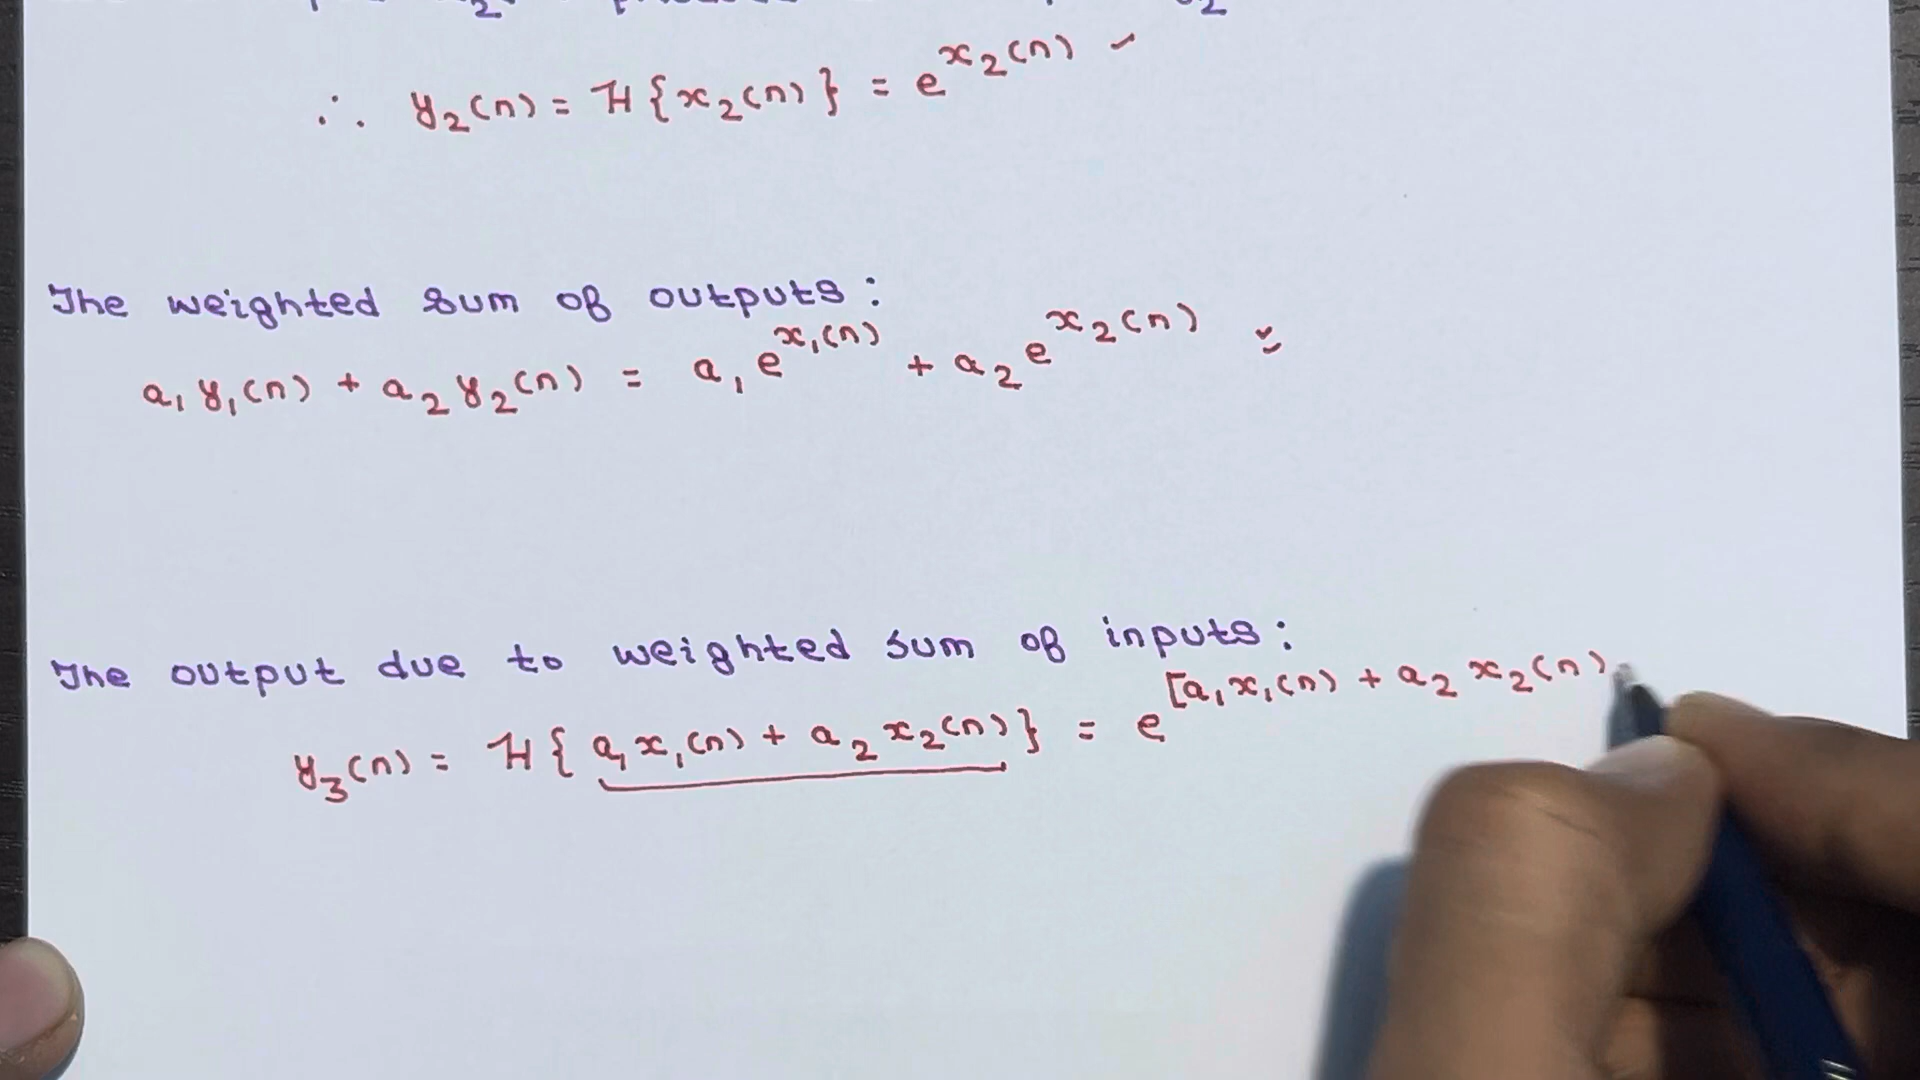 ∴ y₂(n) = H{x₂(n)} = e^x₂(n)
The weighted sum of outputs :
a₁y₁(n) + a₂y₂(n) = a₁e^x₁(n) + a₂e^x₂(n)
The output due to weighted sum of inputs :
y₃(n) = H{a₁x₁(n) + a₂x₂(n)} = e^[a₁x₁(n) + a₂x₂(n)